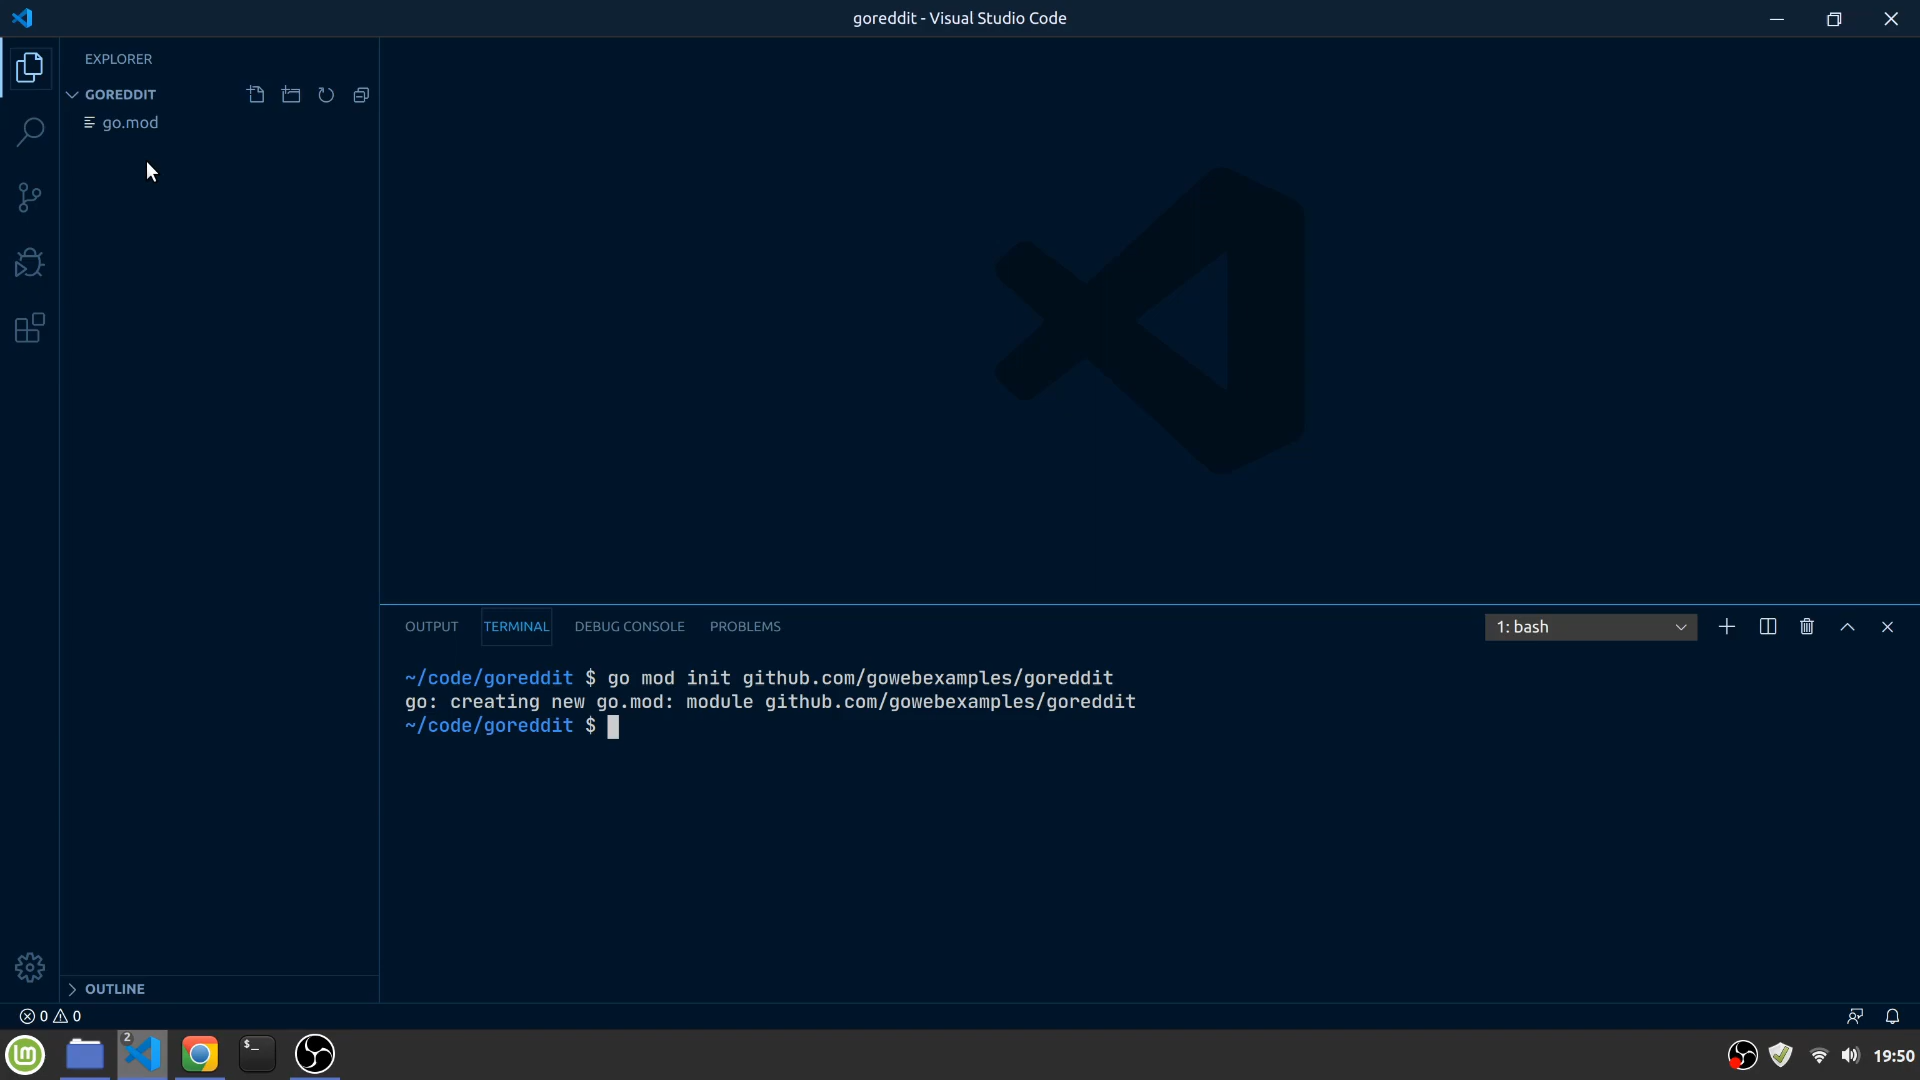 goreddit - Visual Studio Code
EXPLORER
GOREDDIT
go.mod
OUTPUT
TERMINAL
DEBUG CONSOLE
PROBLEMS
1: bash
~/code/goreddit $ go mod init github.com/gowebexamples/goreddit
go: creating new go.mod: module github.com/gowebexamples/goreddit
~/code/goreddit $
OUTLINE
0
0
2
$_
19:50